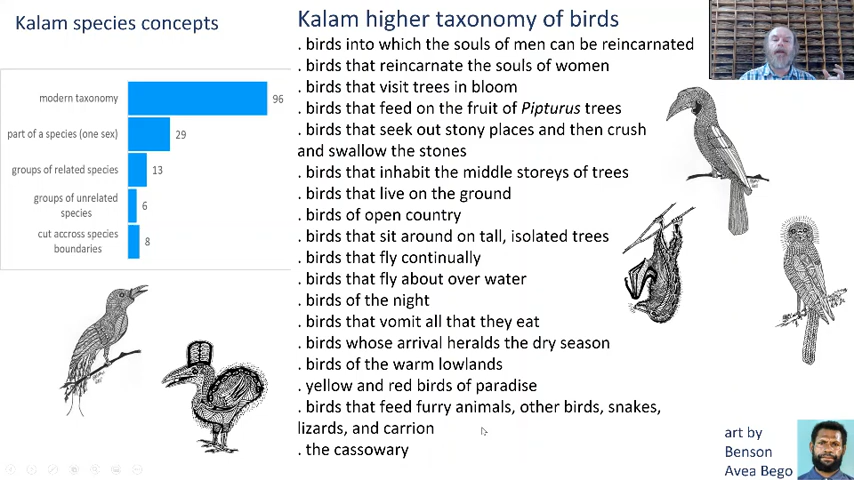 Kalam species concepts
modern taxonomy
96
part of a species (one sex)
29
groups of related species
13
groups of unrelated
species
6
cut accross species
boundaries
8
Kalam higher taxonomy of birds
. birds into which the souls of men can be reincarnated
. birds that reincarnate the souls of women
. birds that visit trees in bloom
. birds that feed on the fruit of Pipturus trees
. birds that seek out stony places and then crush
and swallow the stones
. birds that inhabit the middle storeys of trees
. birds that live on the ground
. birds of open country
. birds that sit around on tall, isolated trees
. birds that fly continually
. birds that fly about over water
. birds of the night
. birds that vomit all that they eat
. birds whose arrival heralds the dry season
. birds of the warm lowlands
. yellow and red birds of paradise
. birds that feed furry animals, other birds, snakes,
lizards, and carrion
. the cassowary
art by
Benson
Avea Bego